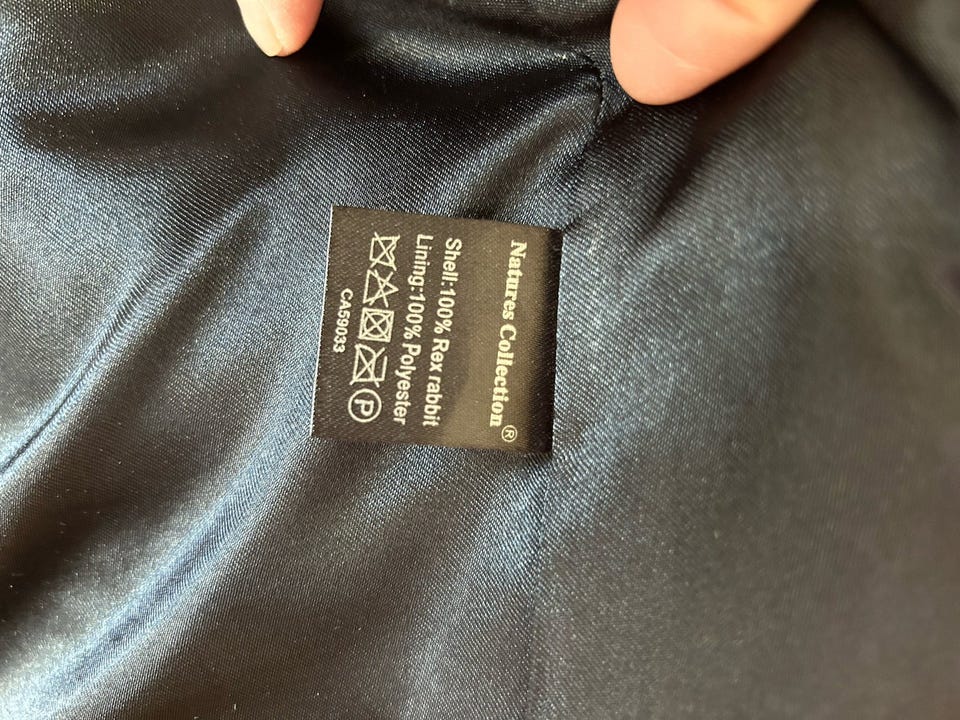 Natures Collection®
Shell:100% Rex rabbit
Lining:100% Polyester
P
CA59033